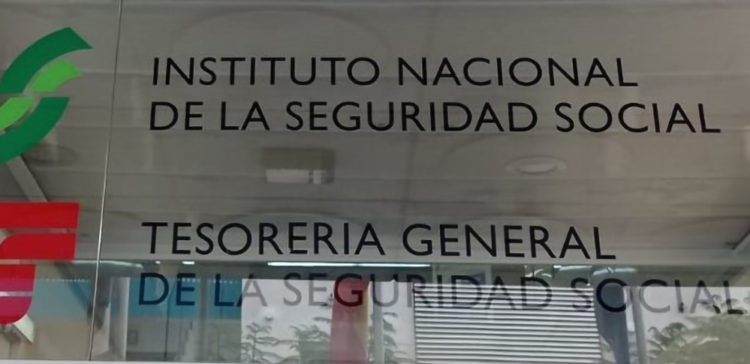 INSTITUTO NACIONAL
DE LA SEGURIDAD SOCIAL
TESORERIA GENERAL
DE LA SEGURIDAD SOCIAL